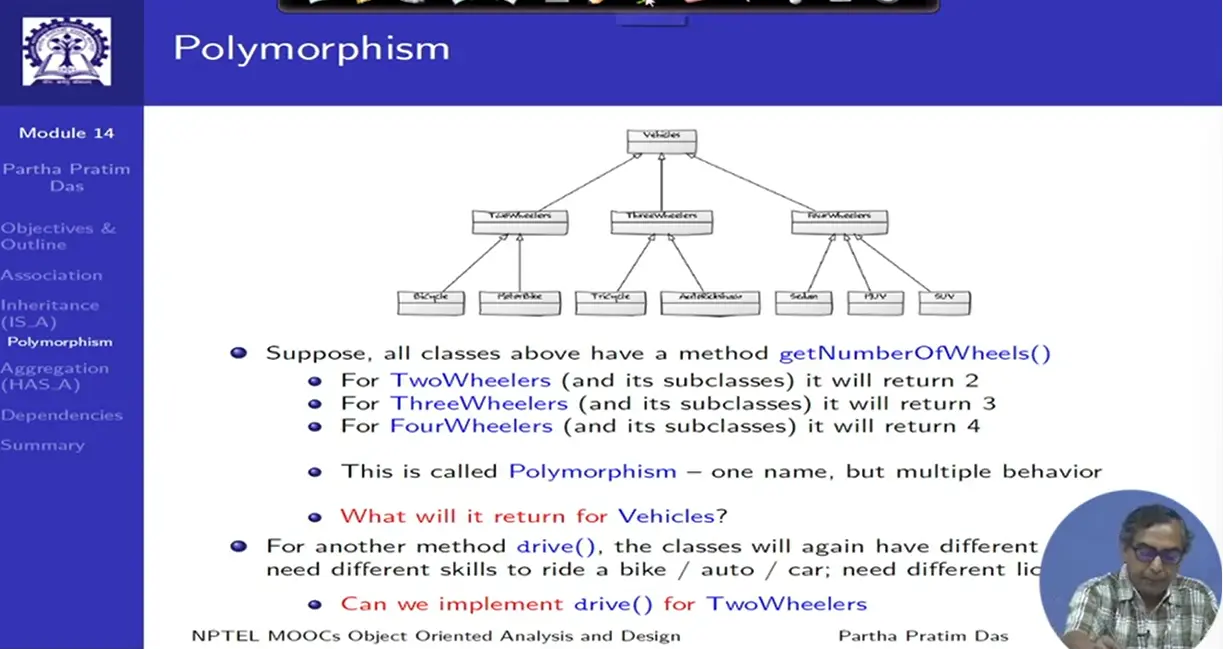 Polymorphism
Module 14
Partha Pratim
Das
Objectives &
Outline
Association
Inheritance
(IS_A)
Polymorphism
Aggregation
(HAS_A)
Dependencies
Summary
Vehicles
TwoWheelers
ThreeWheelers
FourWheelers
Bicycle
MotorBike
Tricycle
AutoRickshaw
Sedan
MUV
SUV
Suppose, all classes above have a method getNumberOfWheels()
For TwoWheelers (and its subclasses) it will return 2
For ThreeWheelers (and its subclasses) it will return 3
For FourWheelers (and its subclasses) it will return 4
This is called Polymorphism – one name, but multiple behavior
What will it return for Vehicles?
For another method drive(), the classes will again have different
need different skills to ride a bike / auto / car; need different
Can we implement drive() for TwoWheelers
NPTEL MOOCs Object Oriented Analysis and Design
Partha Pratim Das